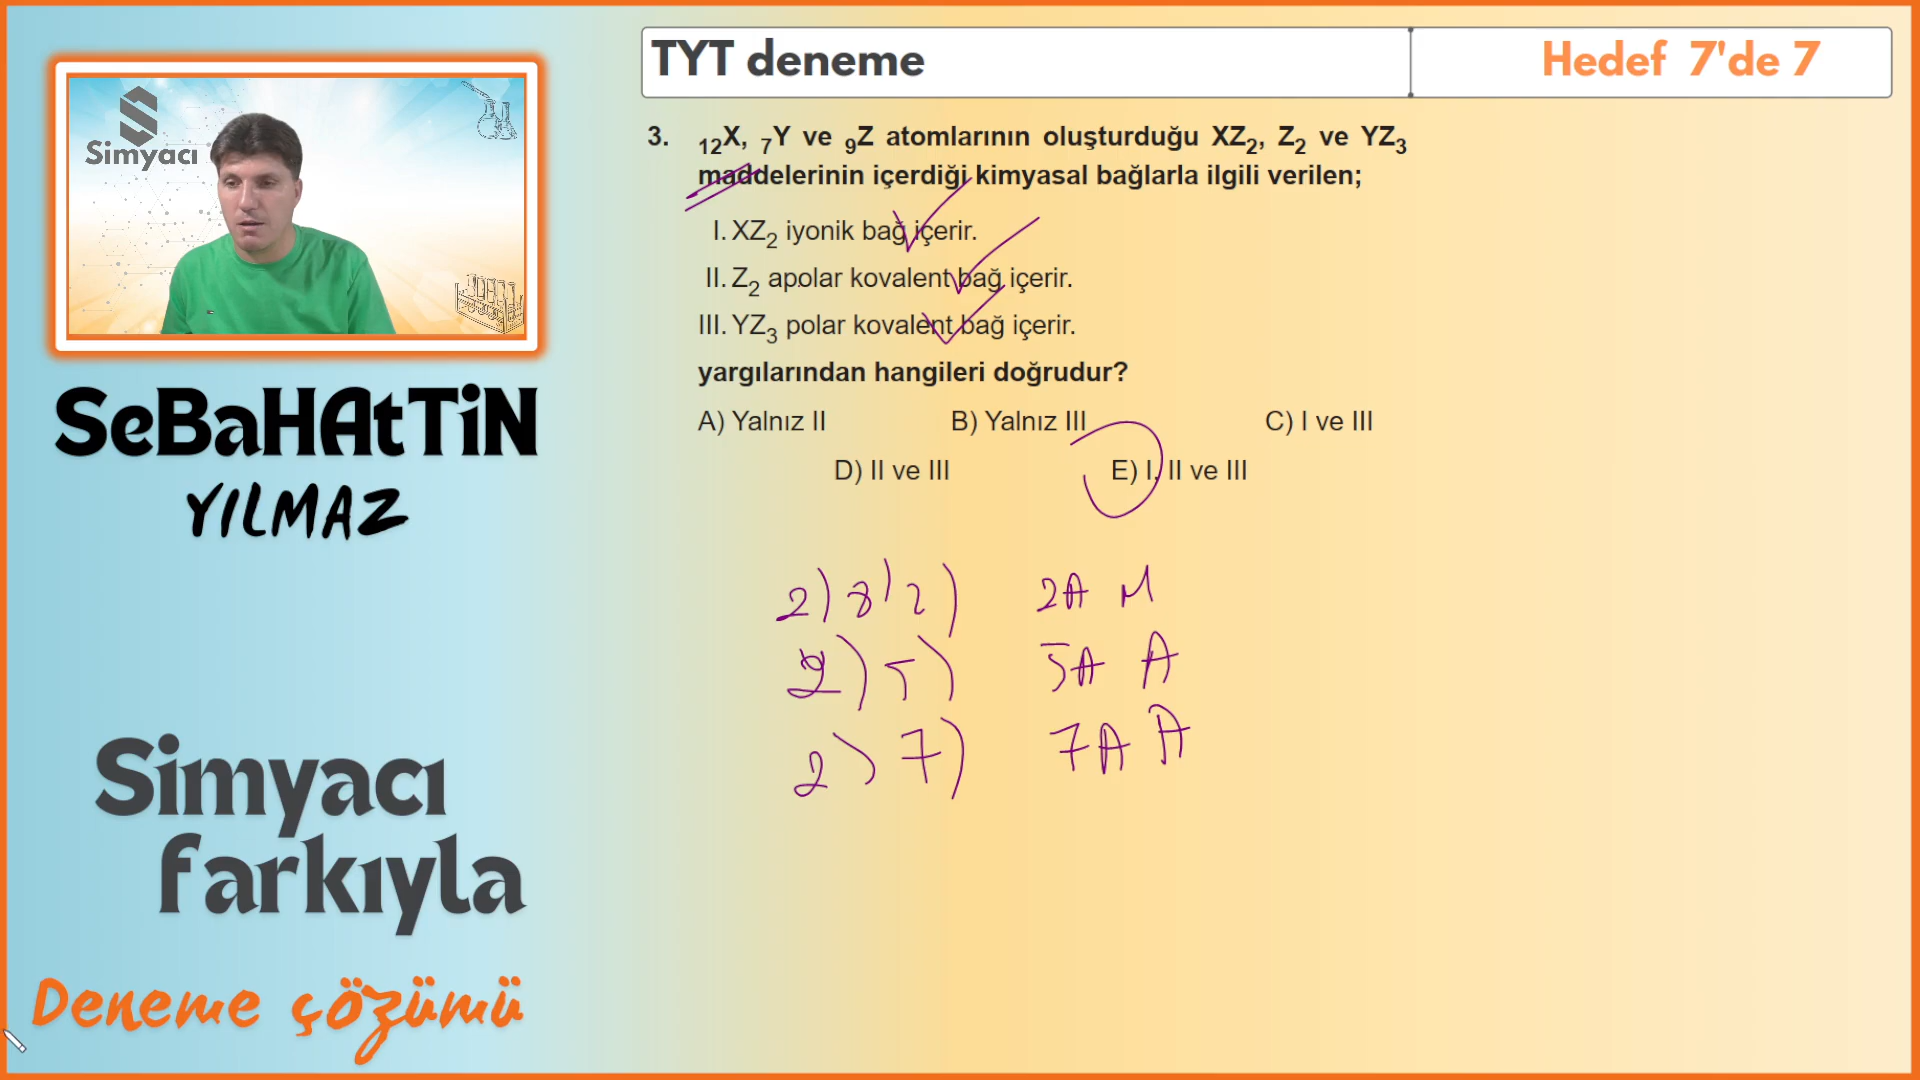 Simyacı
SeBaHAtTiN
YILMAZ
Simyacı
farkıyla
Deneme çözümü
TYT deneme
Hedef 7'de 7
3. ₁₂X, ₇Y ve ₉Z atomlarının oluşturduğu XZ₂, Z₂ ve YZ₃
maddelerinin içerdiği kimyasal bağlarla ilgili verilen;
I. XZ₂ iyonik bağ içerir.
II. Z₂ apolar kovalent bağ içerir.
III. YZ₃ polar kovalent bağ içerir.
yargılarından hangileri doğrudur?
A) Yalnız II B) Yalnız III C) I ve III
D) II ve III E) I, II ve III
2) 8) 2) 2A M
2) 5) 5A A
2) 7) 7A A